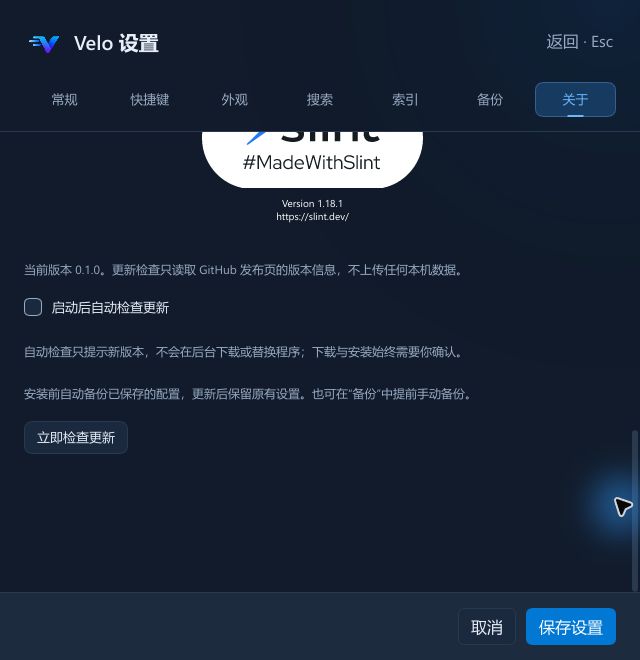 Velo 设置
返回 · Esc
常规 快捷键 外观 搜索 索引 备份 关于
Slint
#MadeWithSlint
Version 1.18.1
https://slint.dev/
当前版本 0.1.0。更新检查只读取 GitHub 发布页的版本信息，不上传任何本机数据。
启动后自动检查更新
自动检查只提示新版本，不会在后台下载或替换程序；下载与安装始终需要你确认。
安装前自动备份已保存的配置，更新后保留原有设置。也可在“备份”中提前手动备份。
立即检查更新
取消 保存设置